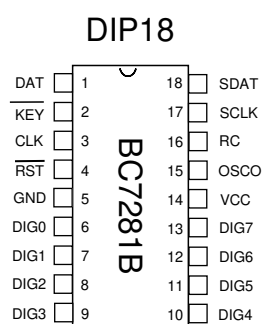 DIP18
DAT 1 18 SDAT
KEY 2 17 SCLK
CLK 3 16 RC
RST 4 15 OSCO
GND 5 14 VCC
DIG0 6 13 DIG7
DIG1 7 12 DIG6
DIG2 8 11 DIG5
DIG3 9 10 DIG4
BC7281B